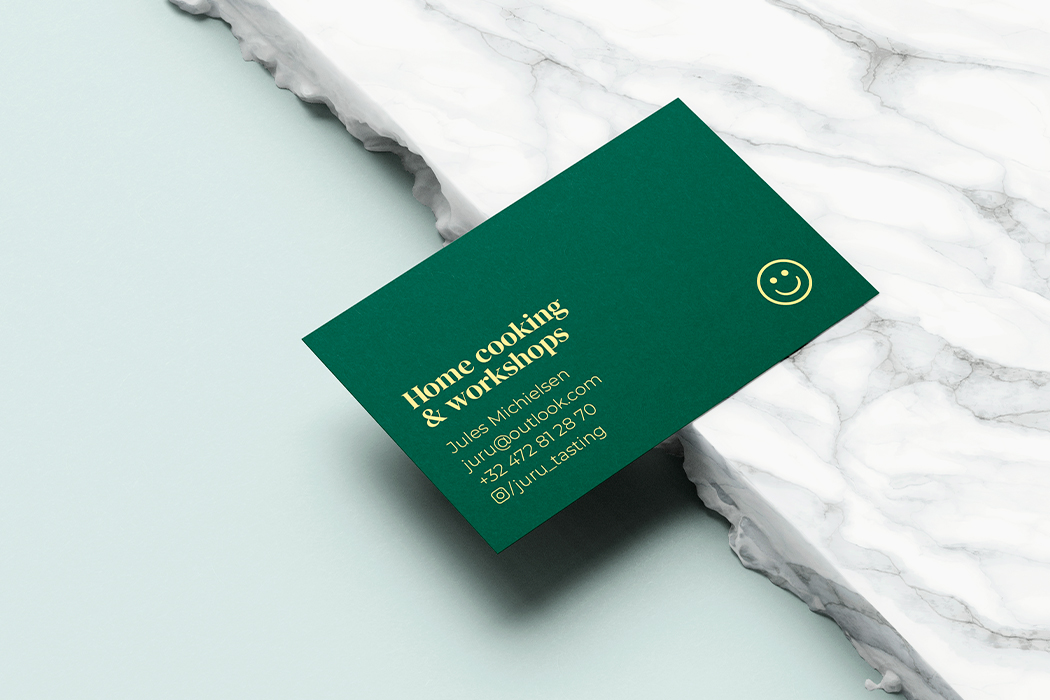 Home cooking
& workshops
Jules Michielsen
juru@outlook.com
+32 472 81 28 70
/juru_tasting